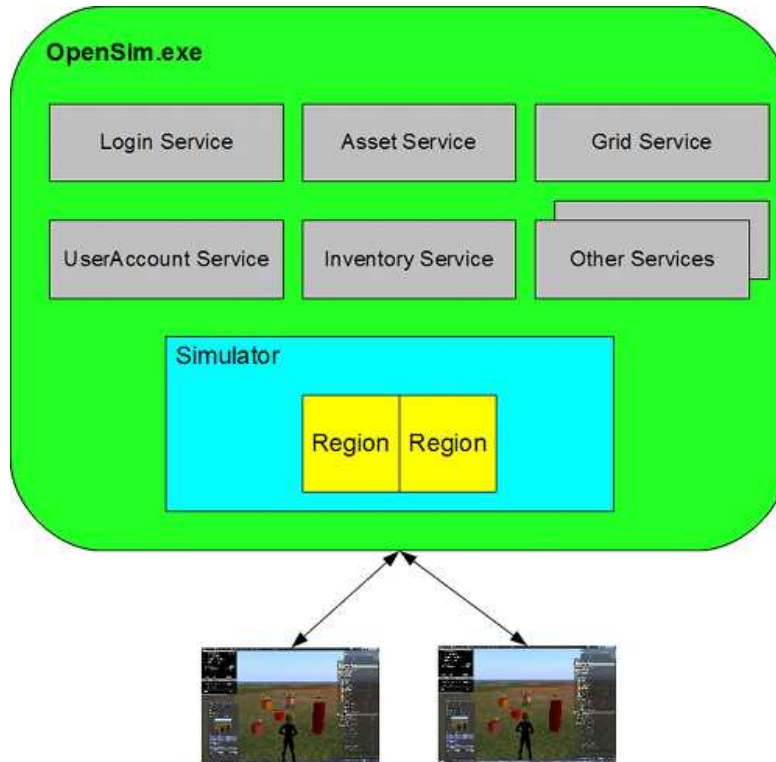 OpenSim.exe
Login Service
Asset Service
Grid Service
UserAccount Service
Inventory Service
Other Services
Simulator
Region
Region